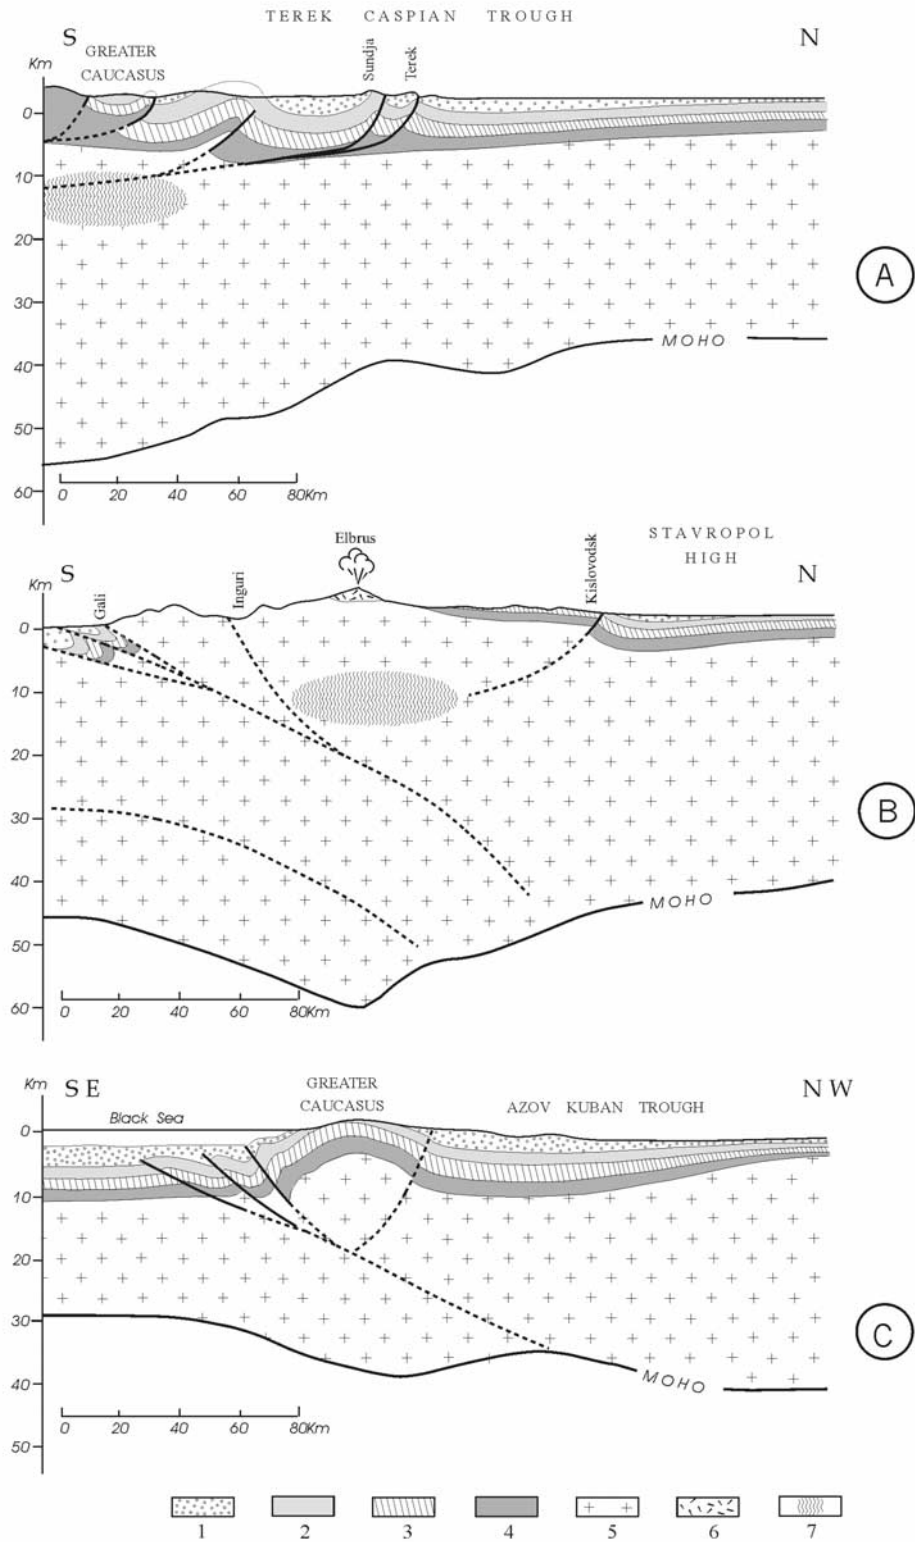 TEREK CASPIAN TROUGH
S
N
GREATER
CAUCASUS
Km
Sundja
Terek
0
10
20
30
40
50
60
MOHO
A
0 20 40 60 80Km
Elbrus
STAVROPOL
HIGH
S
N
Km
Gali
Inguri
Kislovodsk
0
10
20
30
40
50
60
MOHO
B
0 20 40 60 80Km
Km
SE
GREATER
CAUCASUS
NW
Black Sea
AZOV KUBAN TROUGH
0
10
20
30
40
50
MOHO
C
0 20 40 60 80Km
1 2 3 4 5 6 7